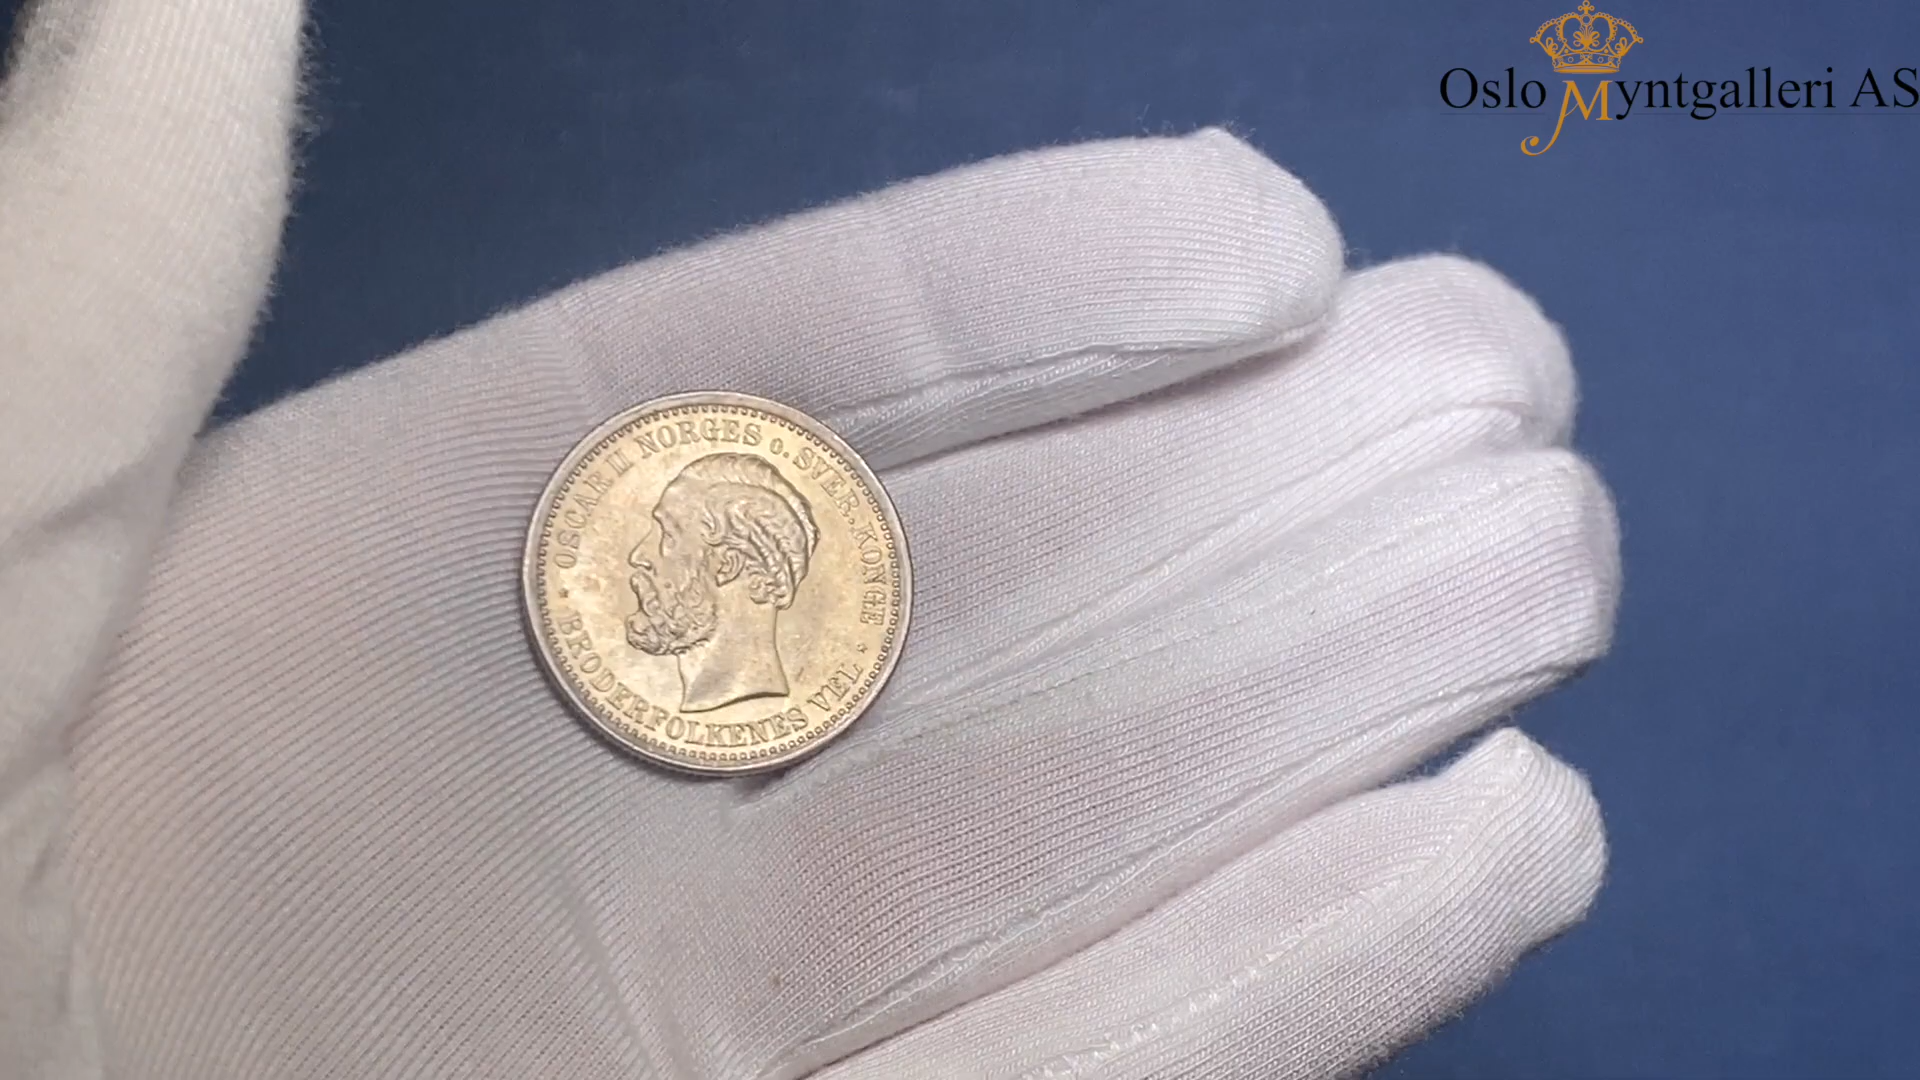 Oslo Myntgalleri AS
OSCAR II NORGES O. SVER. KONGE
BRODERFOLKENES VEL